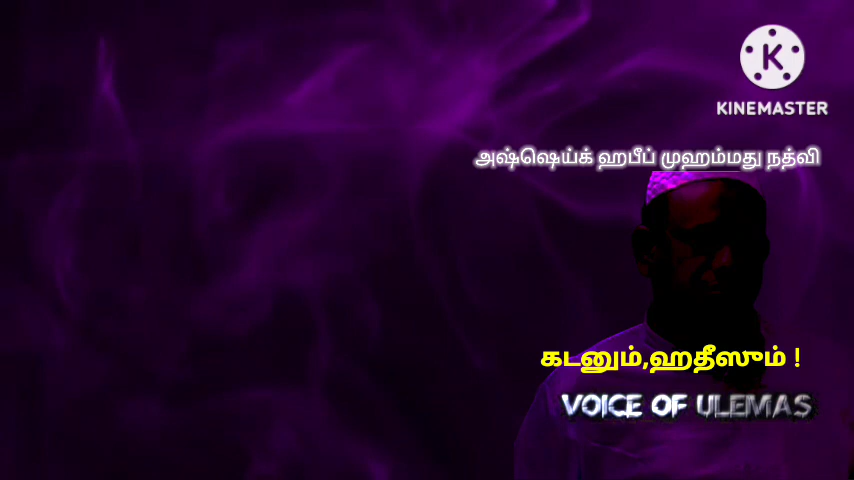 KINEMASTER
அஷ்ஷெய்க் ஹபீப் முஹம்மது நத்வி
கடனும்,ஹதீஸும் !
VOICE OF ULEMAS